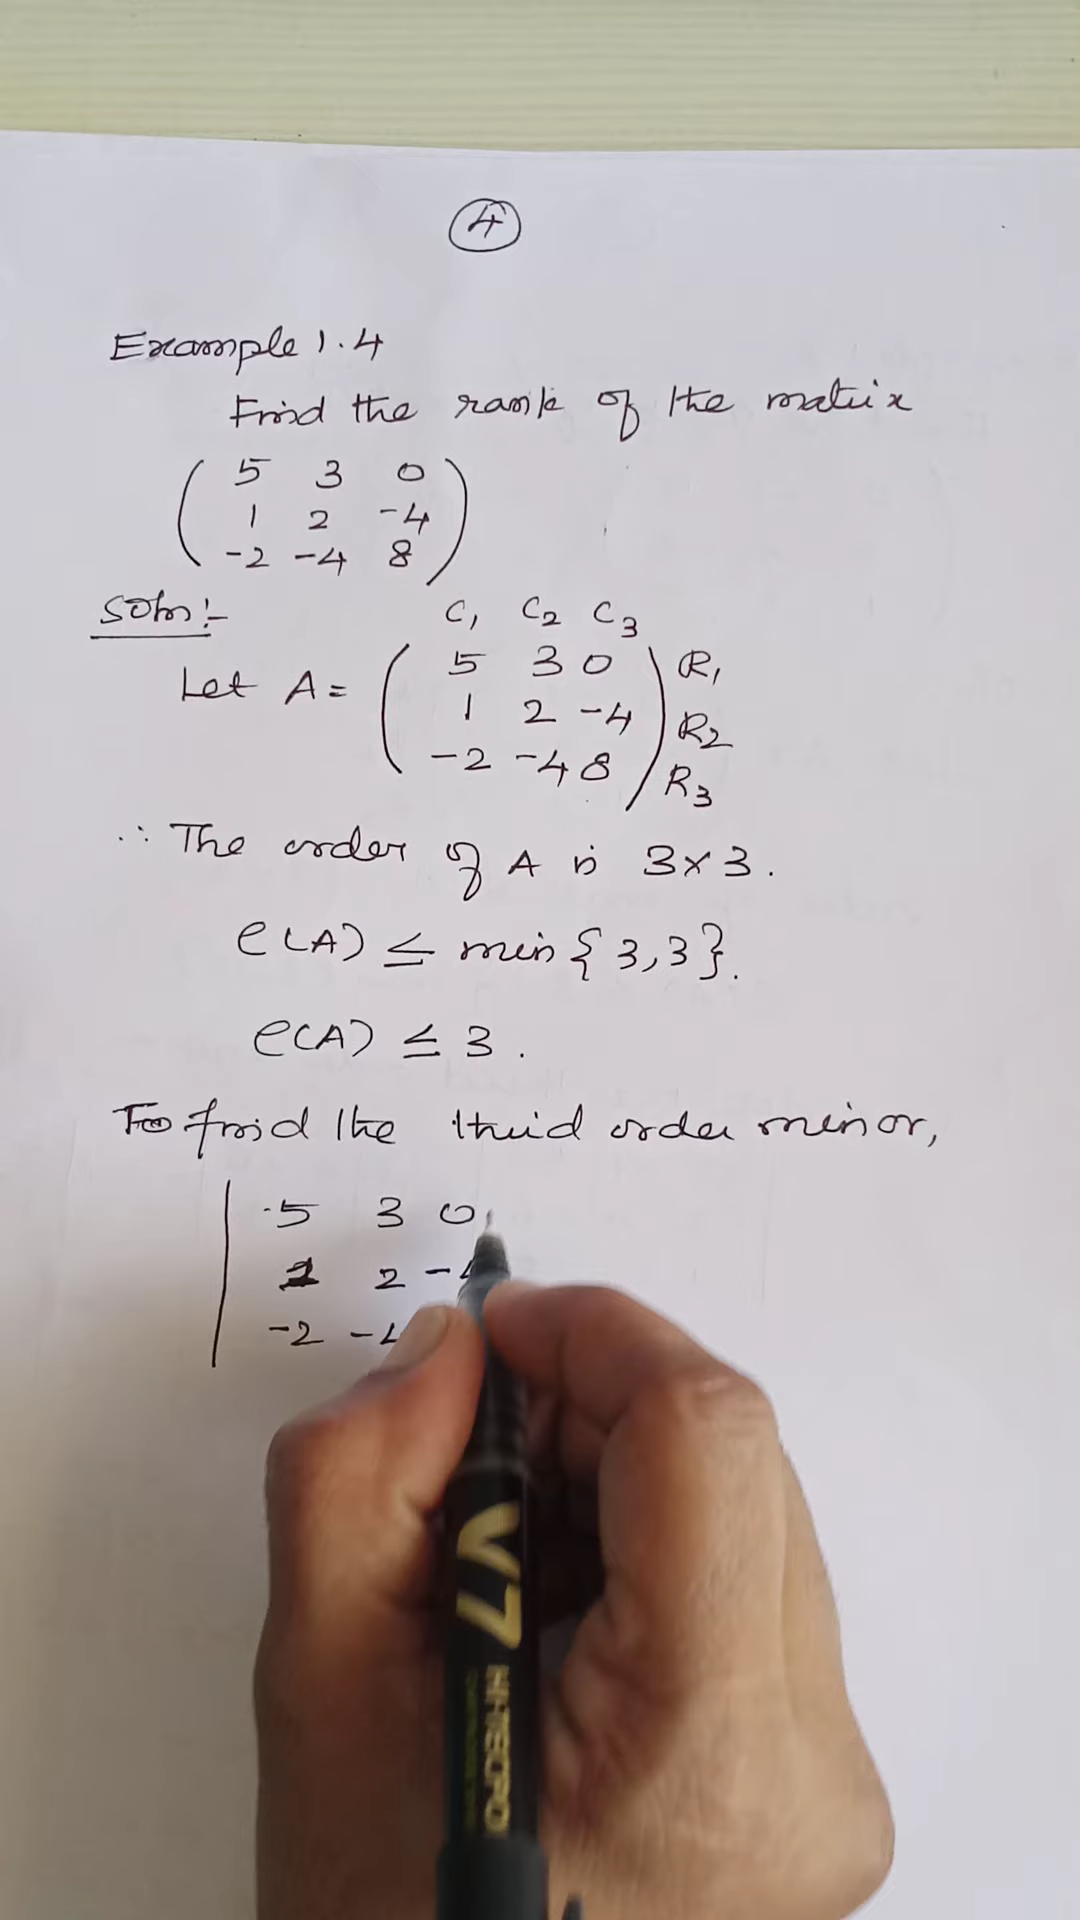 4
Example 1.4
Find the rank of the matrix
5 3 0
1 2 -4
-2 -4 8
Soln:-
C1 C2 C3
Let A = ( 5 3 0 ) R1
1 2 -4 R2
-2 -4 8 R3
∴ The order of A is 3×3.
ρ(A) ≤ min {3,3}.
ρ(A) ≤ 3.
To find the third order minor,
5 3 0
1 2 -4
-2 -4
V7